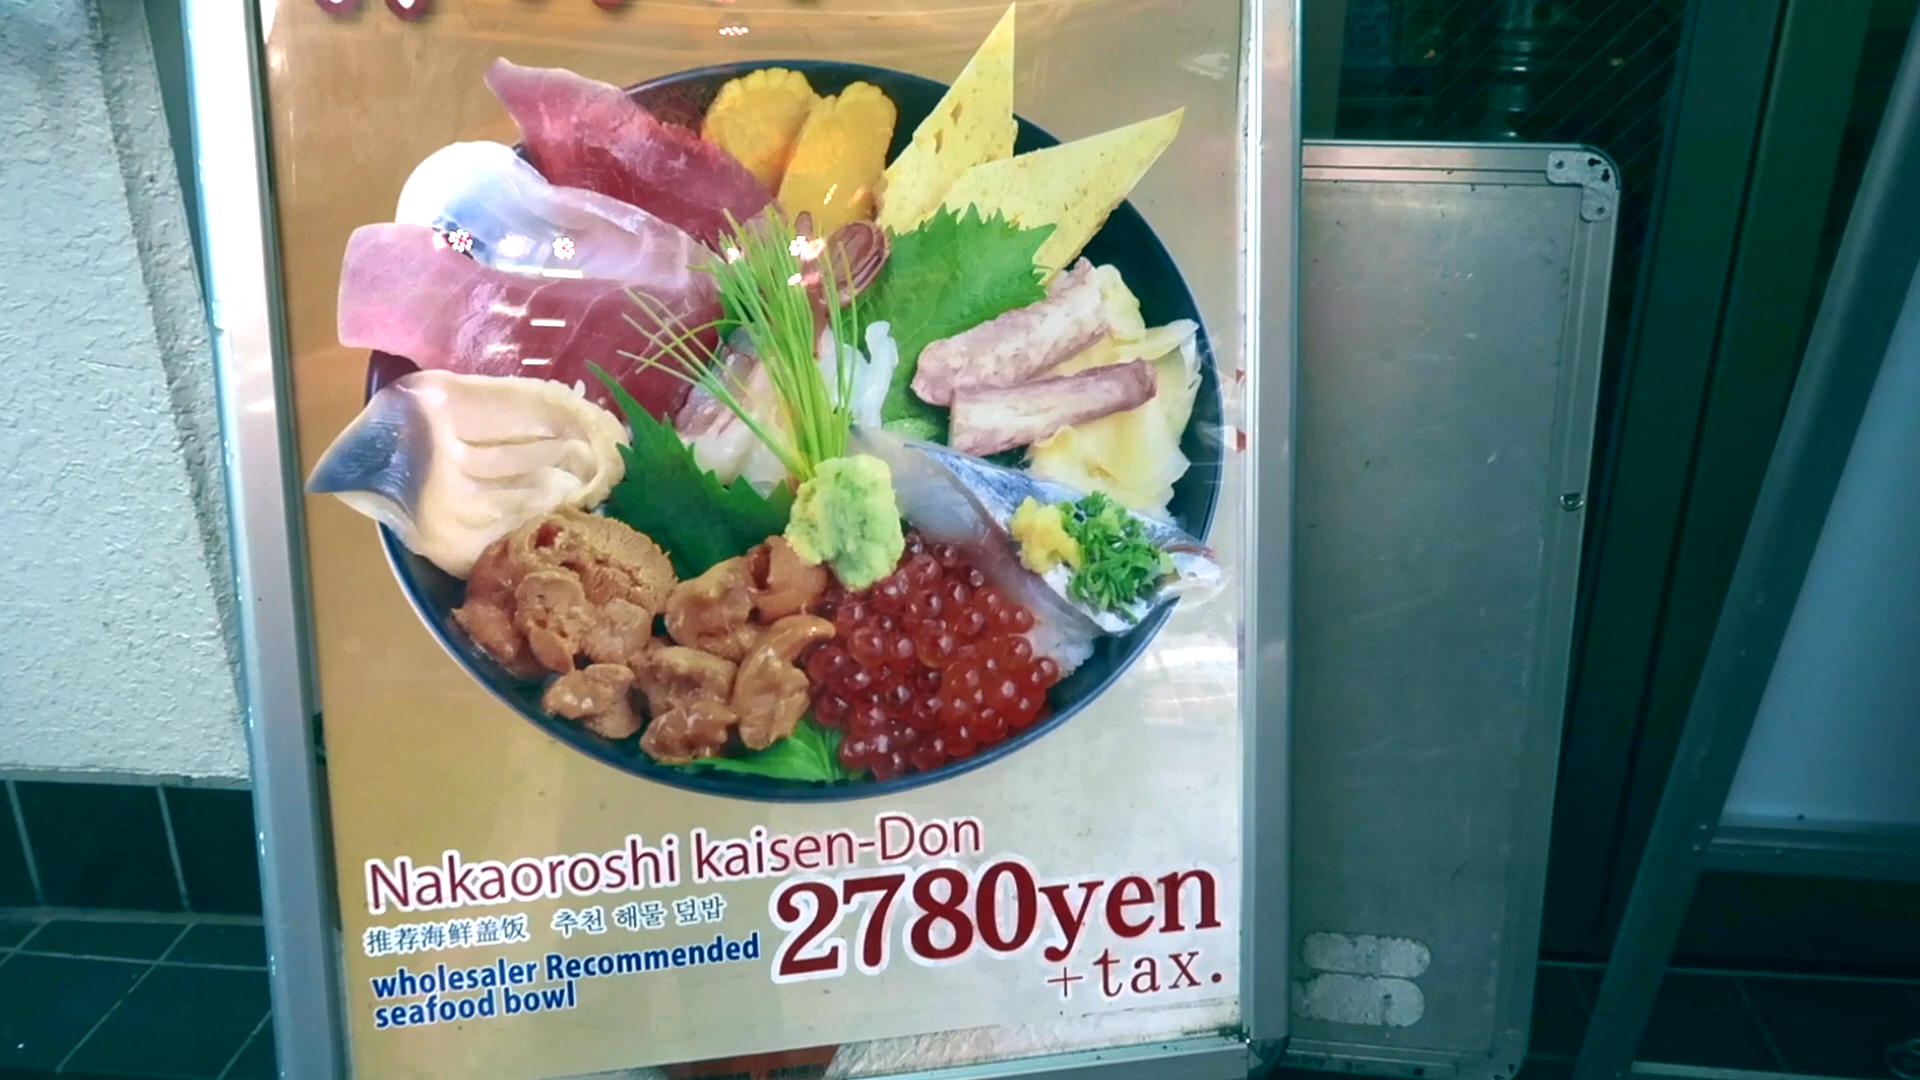 Nakaoroshi kaisen-Don
推荐海鲜盖饭 추천 해물 덮밥
wholesaler Recommended
seafood bowl
2780yen
+tax.